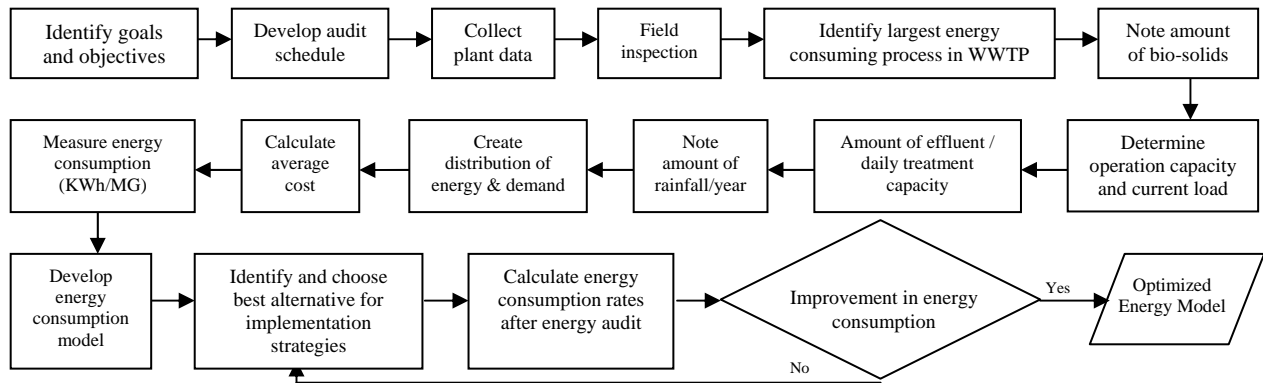 Identify goals
and objectives
Develop audit
schedule
Collect
plant data
Field
inspection
Identify largest energy
consuming process in WWTP
Note amount
of bio-solids
Measure energy
consumption
(KWh/MG)
Calculate
average
cost
Create
distribution of
energy & demand
Note
amount of
rainfall/year
Amount of effluent /
daily treatment
capacity
Determine
operation capacity
and current load
Develop
energy
consumption
model
Identify and choose
best alternative for
implementation
strategies
Calculate energy
consumption rates
after energy audit
Improvement in energy
consumption
Yes
Optimized
Energy Model
No